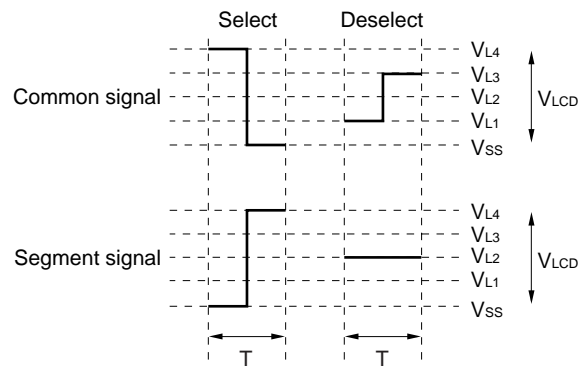 Select Deselect
VL4
VL3
Common signal VL2 VLCD
VL1
VSS
VL4
VL3
Segment signal VL2 VLCD
VL1
VSS
T T